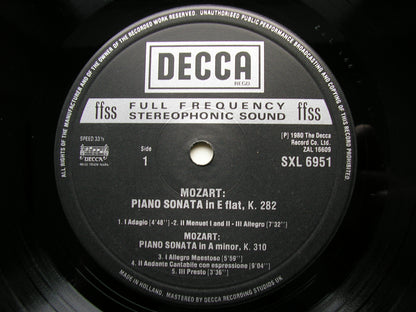 ALL RIGHTS OF THE MANUFACTURER AND OF THE OWNER OF THE RECORDED WORK RESERVED. UNAUTHORISED PUBLIC PERFORMANCE BROADCASTING AND COPYING OF THIS RECORD PROHIBITED
DECCA
REGD
ffss FULL FREQUENCY STEREOPHONIC SOUND ffss
SPEED 33⅓
DECCA
Side
1
(P) 1980 The Decca
Record Co. Ltd.
ZAL 16609
SXL 6951
MOZART:
PIANO SONATA in E flat, K. 282
1. I Adagio (4'48") - 2. II Menuet I and II - III Allegro (7'32")
MOZART:
PIANO SONATA in A minor, K. 310
3. I Allegro Maestoso (5'59")
4. II Andante Cantabile con espressione (9'04")
5. III Presto (3'36")
MADE IN HOLLAND. MASTERED BY DECCA RECORDING STUDIOS UK